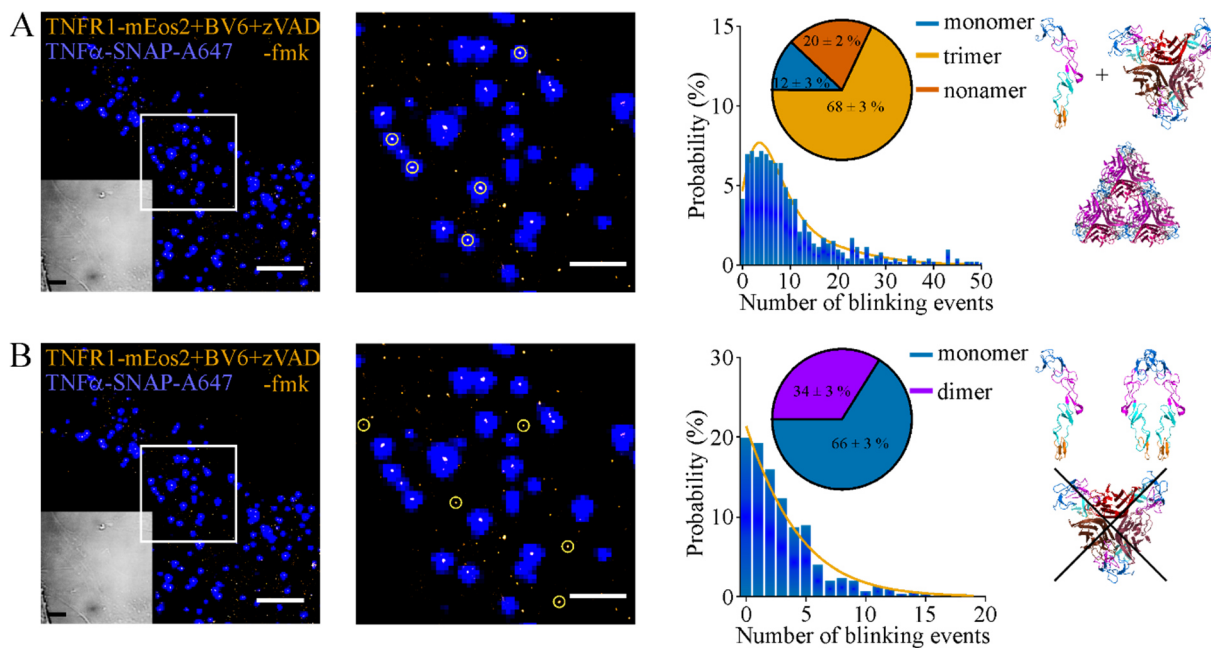 A
TNFR1-mEos2+BV6+zVAD
TNFα-SNAP-A647 -fmk
Probability (%)
15
10
5
0
0 10 20 30 40 50
Number of blinking events
20 ± 2 %
12 ± 3 %
68 ± 3 %
monomer
trimer
nonamer
+
B
TNFR1-mEos2+BV6+zVAD
TNFα-SNAP-A647 -fmk
Probability (%)
30
20
10
0
0 10 20
Number of blinking events
34 ± 3 %
66 ± 3 %
monomer
dimer